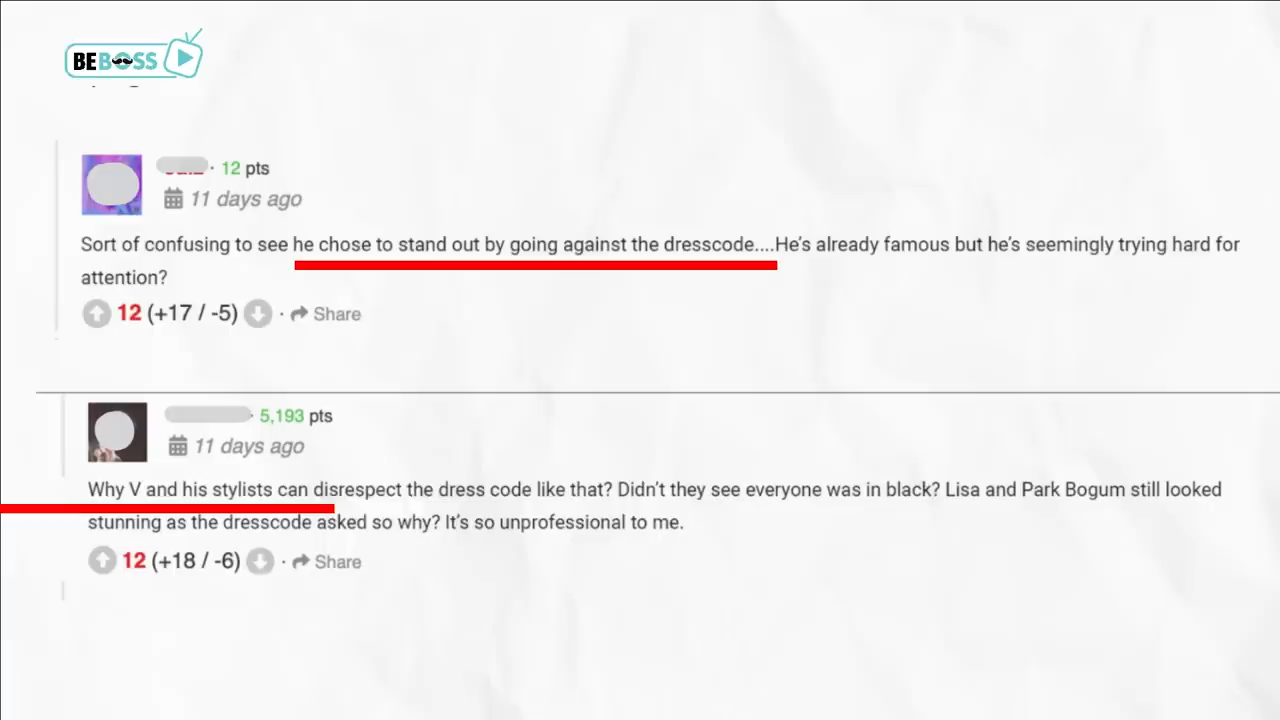 BEBOSS
· 12 pts
11 days ago
Sort of confusing to see he chose to stand out by going against the dresscode....He's already famous but he's seemingly trying hard for
attention?
12 (+17 / -5) · Share
· 5,193 pts
11 days ago
Why V and his stylists can disrespect the dress code like that? Didn't they see everyone was in black? Lisa and Park Bogum still looked
stunning as the dresscode asked so why? It's so unprofessional to me.
12 (+18 / -6) · Share